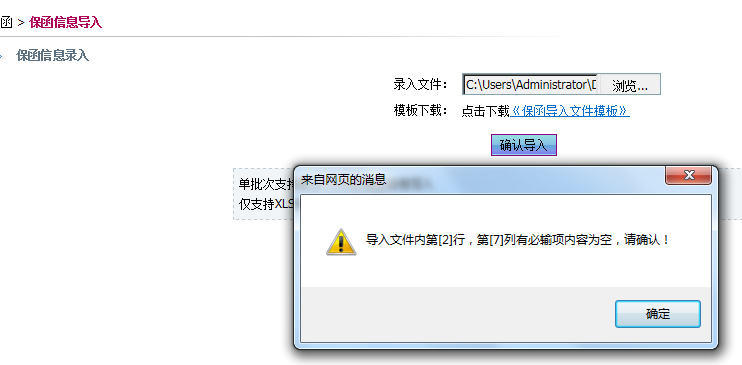 函 > 保函信息导入
保函信息录入
录入文件： C:\Users\Administrator\D 浏览...
模板下载： 点击下载《保函导入文件模板》
确认导入
单批次支持
仅支持XLS
来自网页的消息
导入文件内第[2]行，第[7]列有必输项内容为空，请确认！
确定